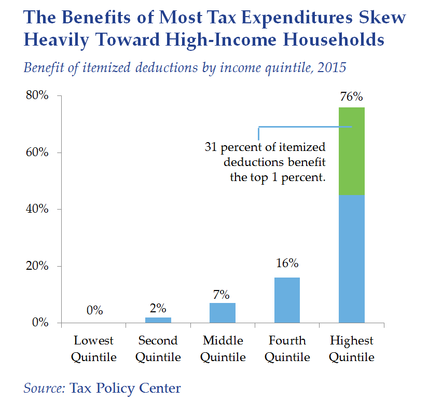 The Benefits of Most Tax Expenditures Skew
Heavily Toward High-Income Households
Benefit of itemized deductions by income quintile, 2015
80%
60%
40%
20%
0%
0%
2%
7%
16%
76%
31 percent of itemized
deductions benefit
the top 1 percent.
Lowest
Quintile
Second
Quintile
Middle
Quintile
Fourth
Quintile
Highest
Quintile
Source: Tax Policy Center